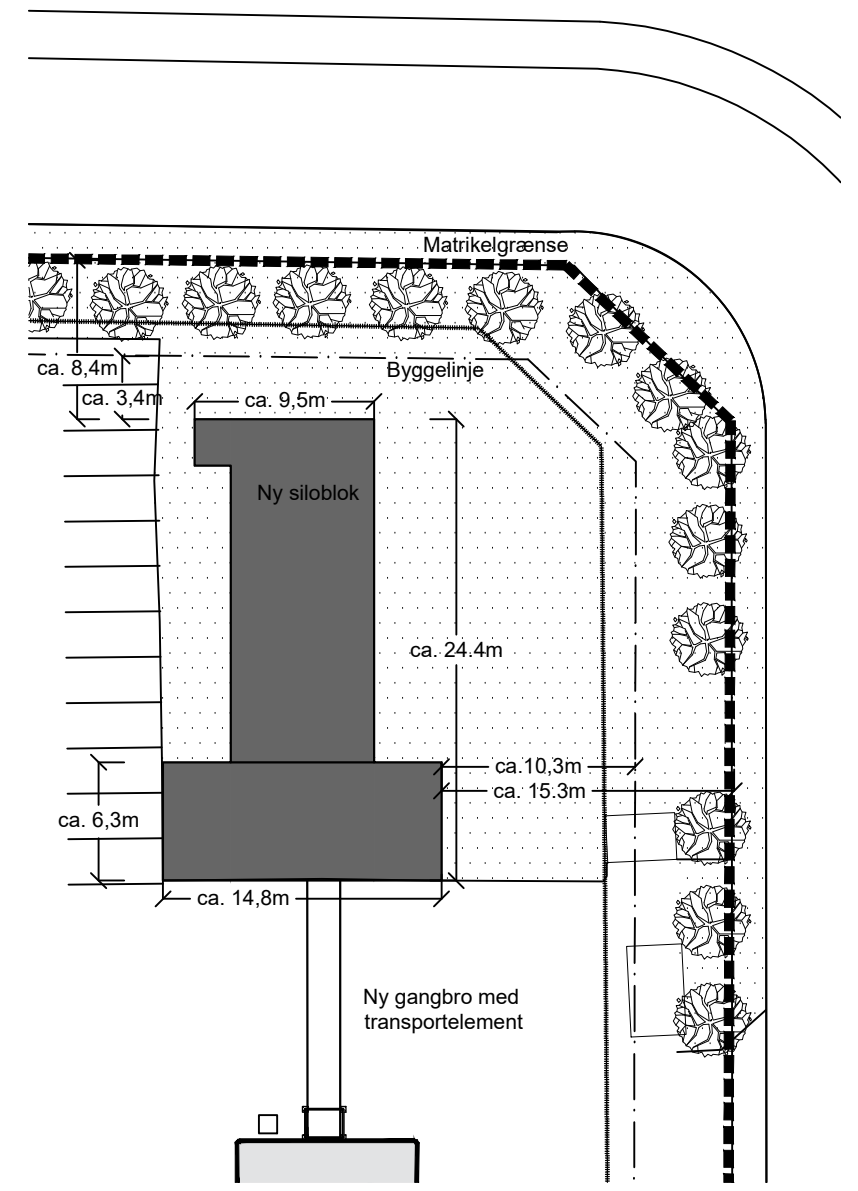 Matrikelgrænse
ca. 8,4m
Byggelinje
ca. 3,4m
ca. 9,5m
Ny siloblok
ca. 24.4m
ca.10,3m
ca. 15.3m
ca. 6,3m
ca. 14,8m
Ny gangbro med
transportelement